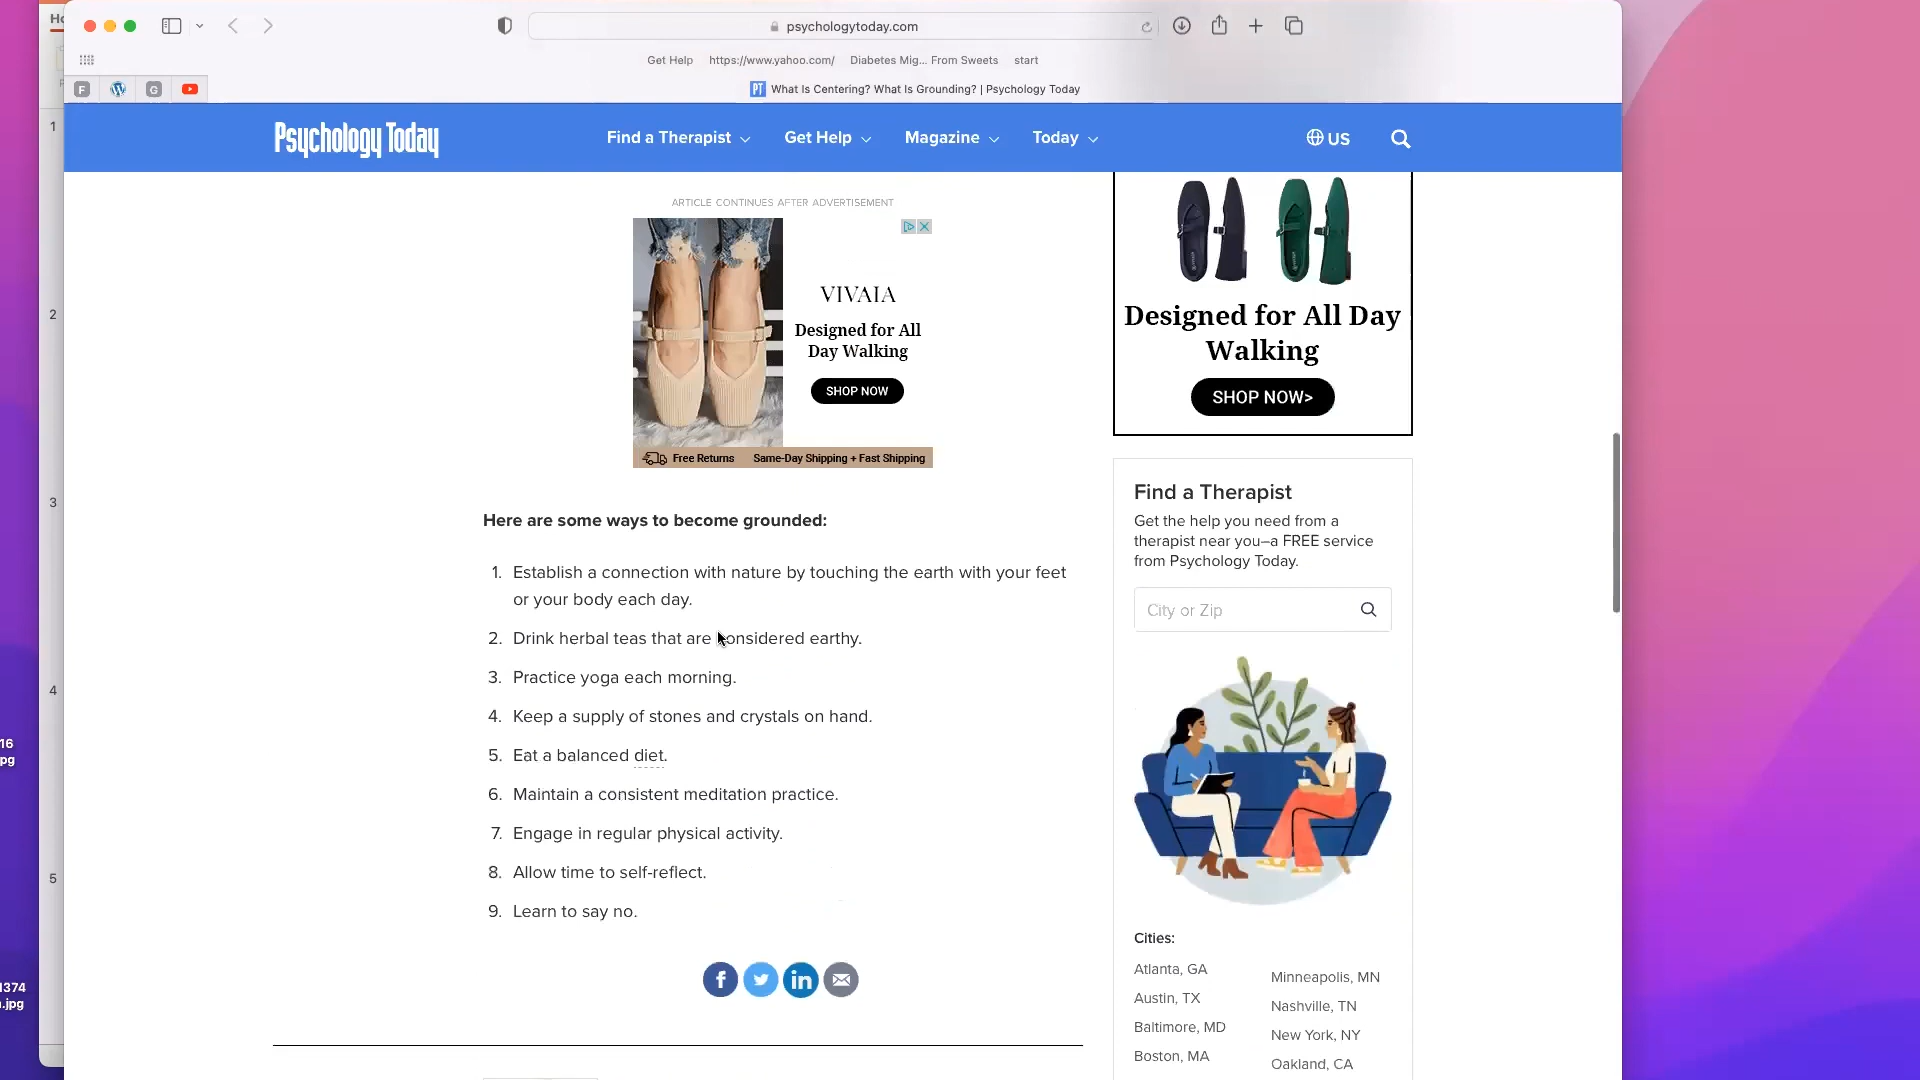 Ho
psychologytoday.com
Get Help https://www.yahoo.com/ Diabetes Mig... From Sweets start
F G What Is Centering? What Is Grounding? | Psychology Today
Psychology Today Find a Therapist Get Help Magazine Today US
1
2
3
4
5
16
pg
1374
.jpg
ARTICLE CONTINUES AFTER ADVERTISEMENT
VIVAIA
Designed for All
Day Walking
SHOP NOW
Free Returns Same-Day Shipping + Fast Shipping
Here are some ways to become grounded:
1. Establish a connection with nature by touching the earth with your feet
or your body each day.
2. Drink herbal teas that are considered earthy.
3. Practice yoga each morning.
4. Keep a supply of stones and crystals on hand.
5. Eat a balanced diet.
6. Maintain a consistent meditation practice.
7. Engage in regular physical activity.
8. Allow time to self-reflect.
9. Learn to say no.
Designed for All Day
Walking
SHOP NOW>
Find a Therapist
Get the help you need from a
therapist near you–a FREE service
from Psychology Today.
City or Zip
Cities:
Atlanta, GA
Austin, TX
Baltimore, MD
Boston, MA
Minneapolis, MN
Nashville, TN
New York, NY
Oakland, CA